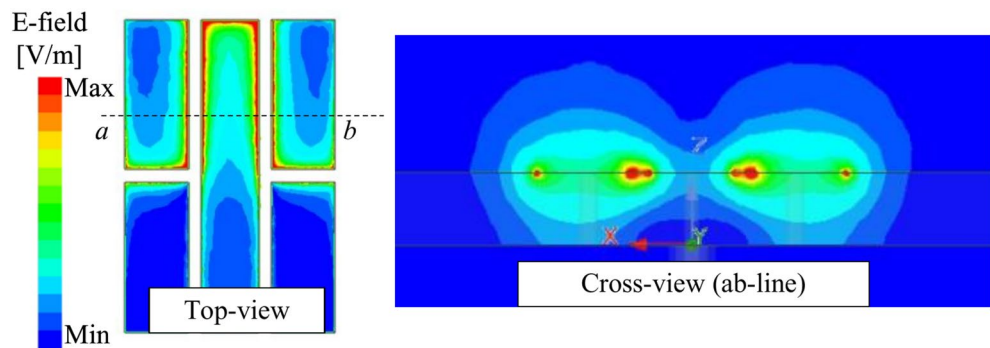 E-field
[V/m]
Max
Min
a
b
Top-view
Z
X
Y
Cross-view (ab-line)